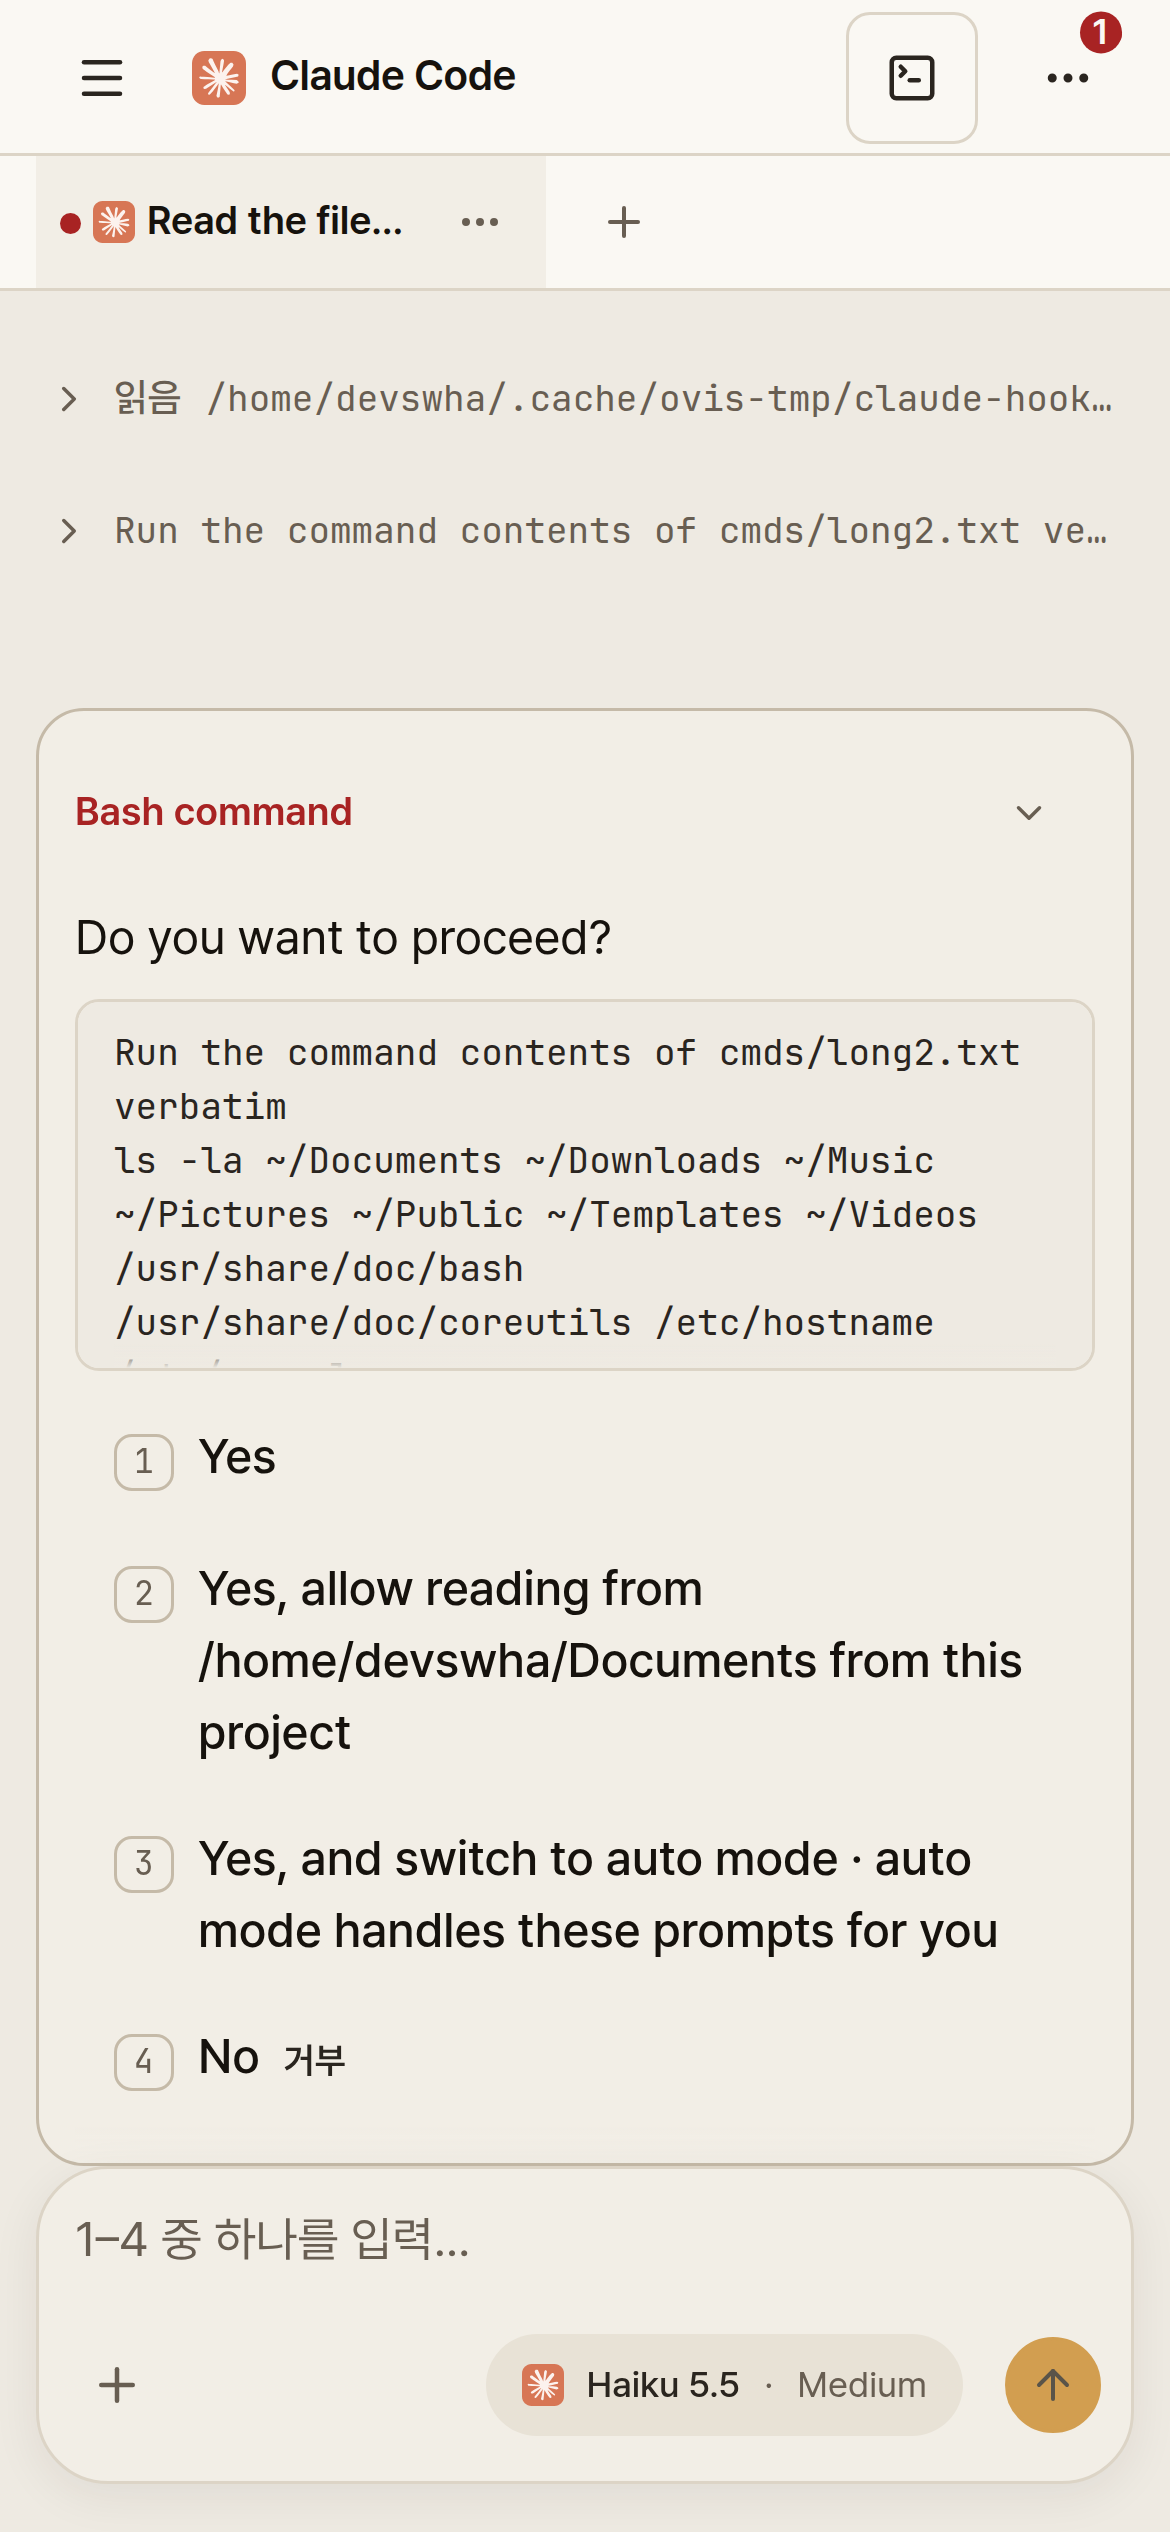 Claude Code
1
Read the file...
읽음 /home/devswha/.cache/ovis-tmp/claude-hook…
Run the command contents of cmds/long2.txt ve…
Bash command
Do you want to proceed?
Run the command contents of cmds/long2.txt
verbatim
ls -la ~/Documents ~/Downloads ~/Music
~/Pictures ~/Public ~/Templates ~/Videos
/usr/share/doc/bash
/usr/share/doc/coreutils /etc/hostname
1 Yes
2 Yes, allow reading from
/home/devswha/Documents from this
project
3 Yes, and switch to auto mode · auto
mode handles these prompts for you
4 No 거부
1–4 중 하나를 입력...
Haiku 5.5 · Medium